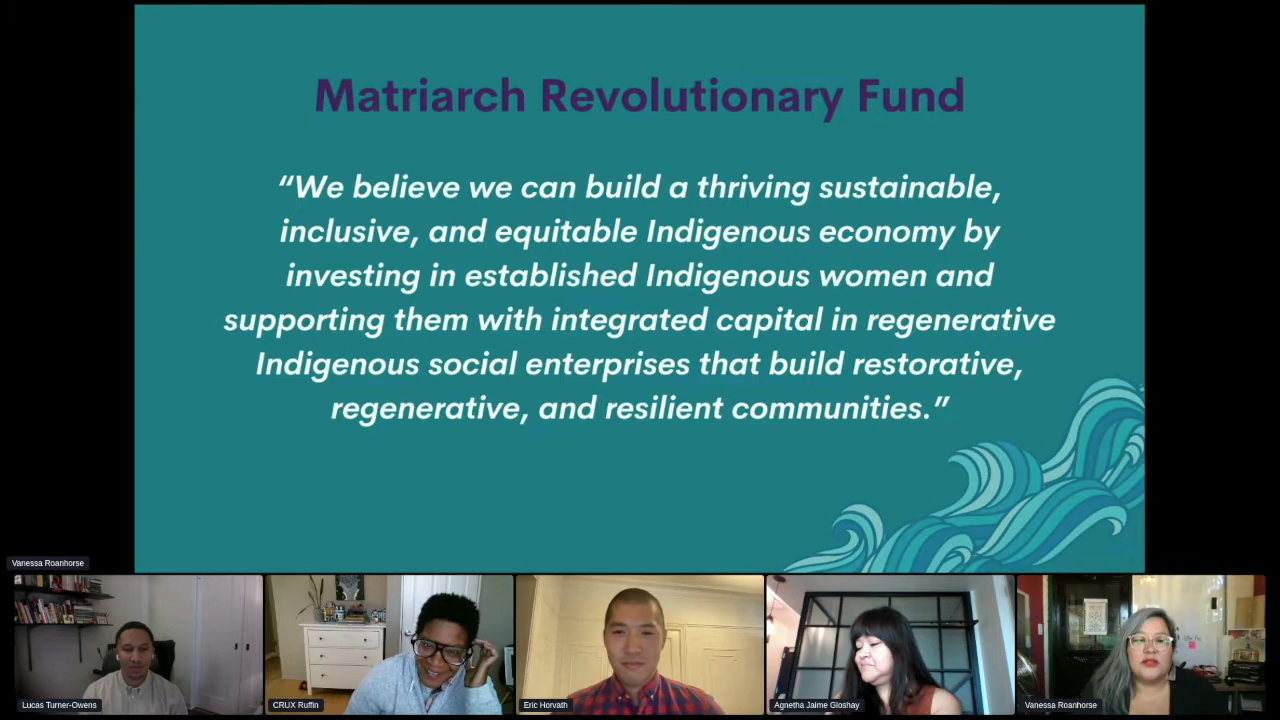 Matriarch Revolutionary Fund
“We believe we can build a thriving sustainable,
inclusive, and equitable Indigenous economy by
investing in established Indigenous women and
supporting them with integrated capital in regenerative
Indigenous social enterprises that build restorative,
regenerative, and resilient communities.”
Vanessa Roanhorse
Lucas Turner-Owens
CRUX Ruffin
Eric Horvath
Agnetha Jaime Gloshay
Vanessa Roanhorse